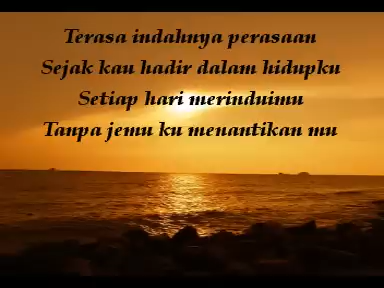 Terasa indahnya perasaan
Sejak kau hadir dalam hidupku
Setiap hari merinduimu
Tanpa jemu ku menantikan mu